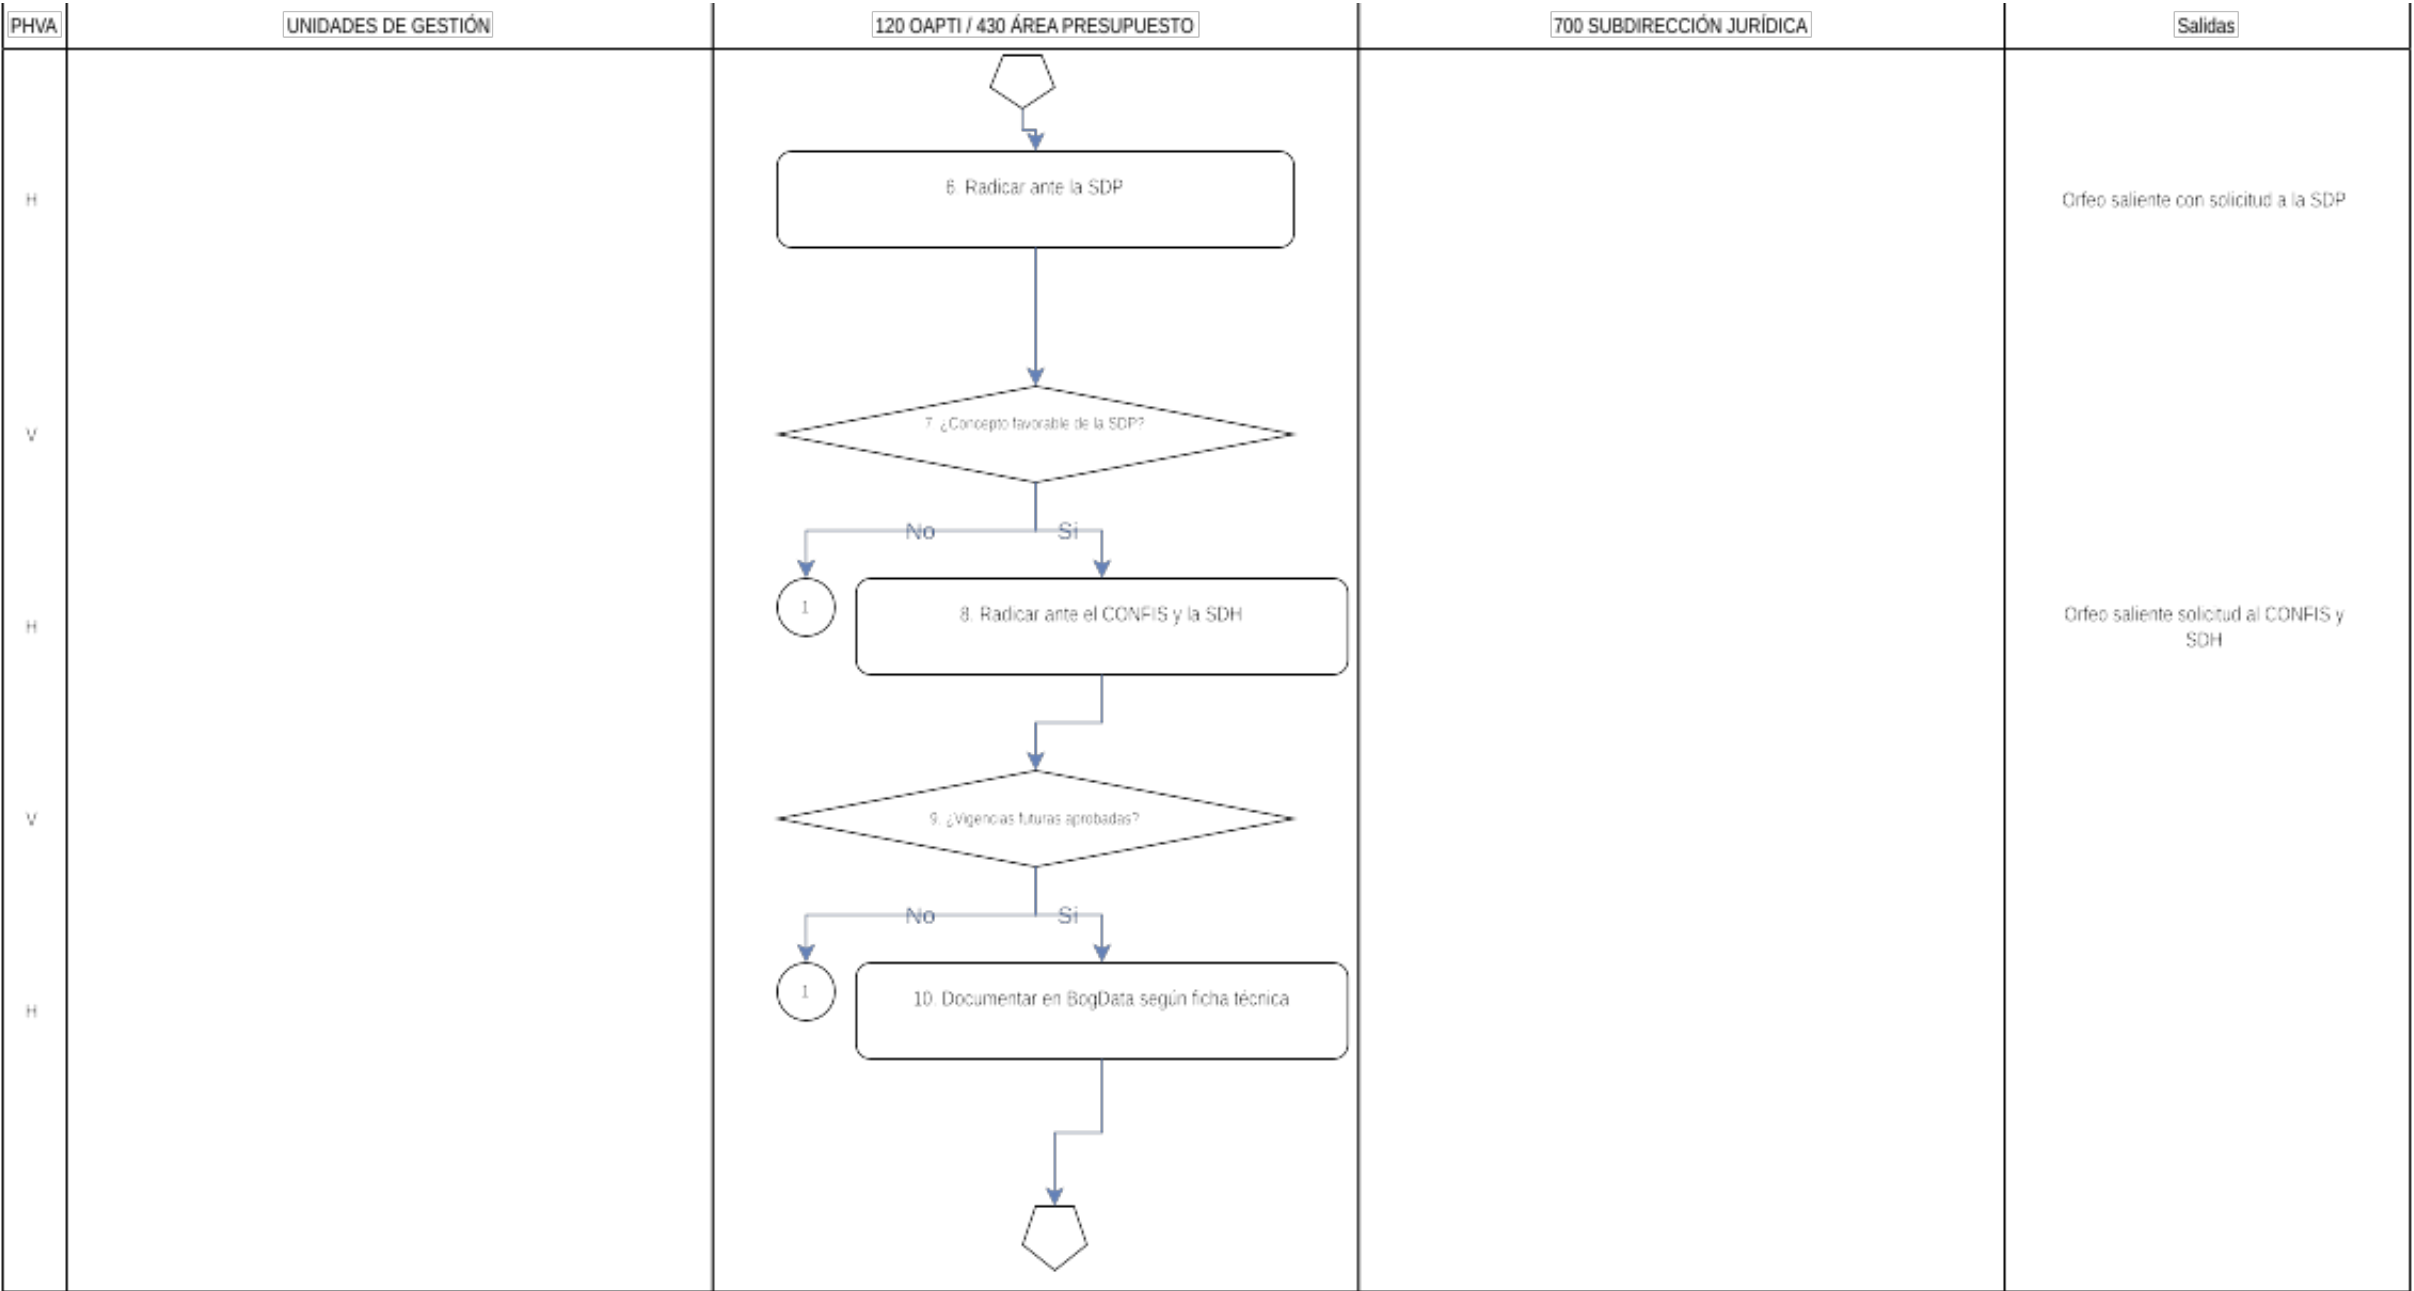 PHVA
UNIDADES DE GESTIÓN
120 OAPTI / 430 ÁREA PRESUPUESTO
700 SUBDIRECCIÓN JURÍDICA
Salidas
H
6. Radicar ante la SDP
Orfeo saliente con solicitud a la SDP
V
7. ¿Concepto favorable de la SDP?
No
Si
H
1
8. Radicar ante el CONFIS y la SDH
Orfeo saliente solicitud al CONFIS y
SDH
V
9. ¿Vigencias futuras aprobadas?
No
Si
H
1
10. Documentar en BogData según ficha técnica